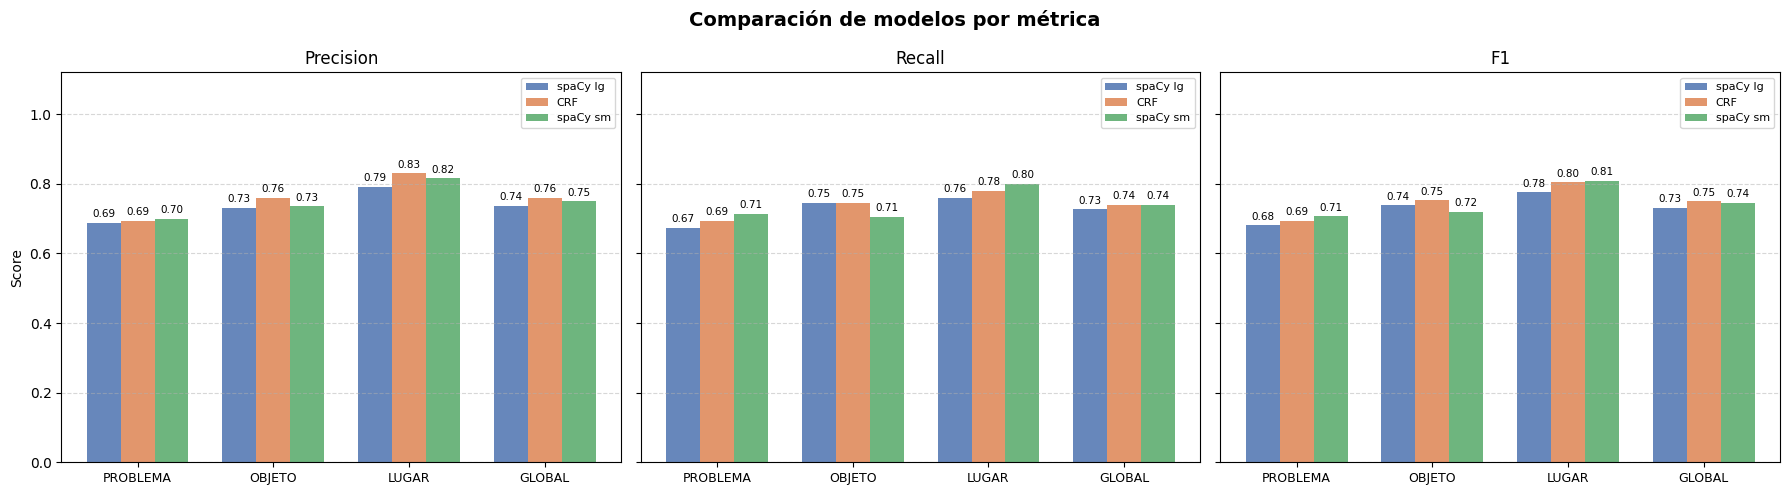 Comparación de modelos por métrica
Precision
Recall
F1
spaCy lg
CRF
spaCy sm
spaCy lg
CRF
spaCy sm
spaCy lg
CRF
spaCy sm
Score
1.0
0.8
0.6
0.4
0.2
0.0
0.69 0.69 0.70
0.73 0.76 0.73
0.79 0.83 0.82
0.74 0.76 0.75
0.67 0.69 0.71
0.75 0.75 0.71
0.76 0.78 0.80
0.73 0.74 0.74
0.68 0.69 0.71
0.74 0.75 0.72
0.78 0.80 0.81
0.73 0.75 0.74
PROBLEMA OBJETO LUGAR GLOBAL
PROBLEMA OBJETO LUGAR GLOBAL
PROBLEMA OBJETO LUGAR GLOBAL